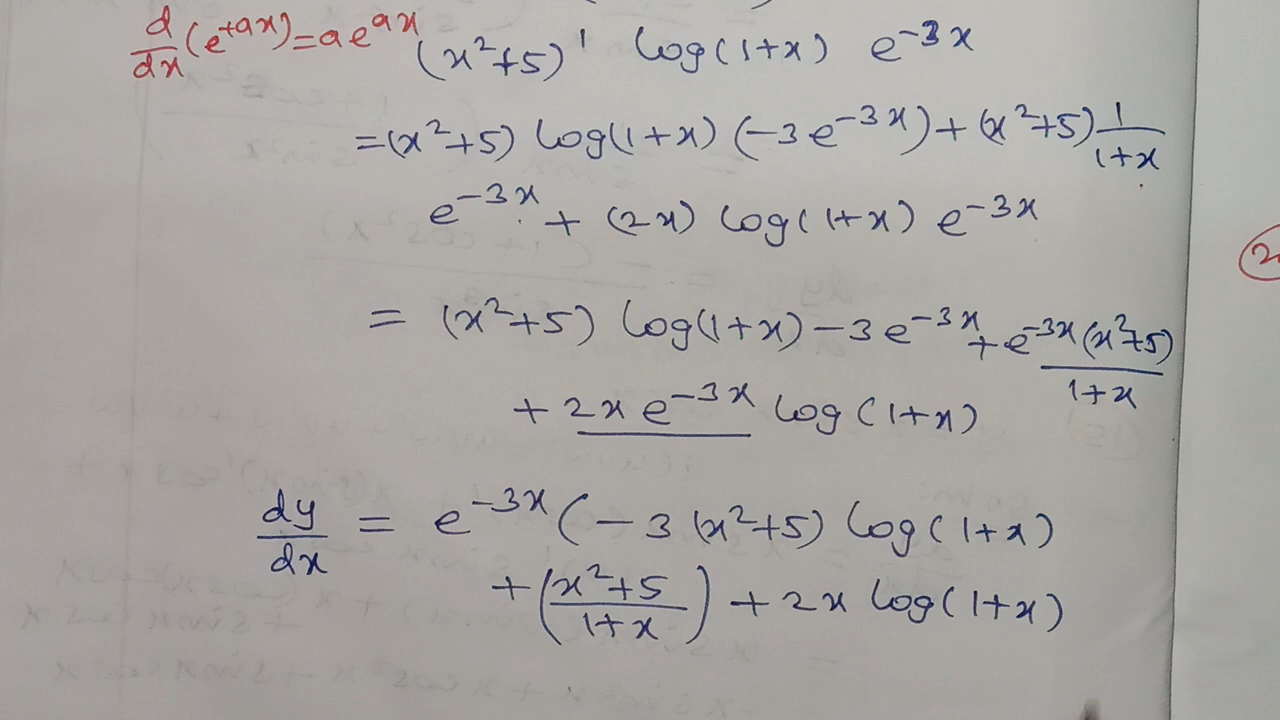 d/dx (e^{+ax}) = ae^{ax}
(x²+5)' log(1+x) e^{-3x}
= (x²+5) log(1+x) (-3e^{-3x}) + (x²+5) 1/(1+x)
e^{-3x} + (2x) log(1+x) e^{-3x}
= (x²+5) log(1+x) - 3e^{-3x} + e^{-3x}(x²+5)/(1+x)
+ 2xe^{-3x} log(1+x)
dy/dx = e^{-3x} (-3(x²+5) log(1+x)
+ ((x²+5)/(1+x)) + 2x log(1+x)